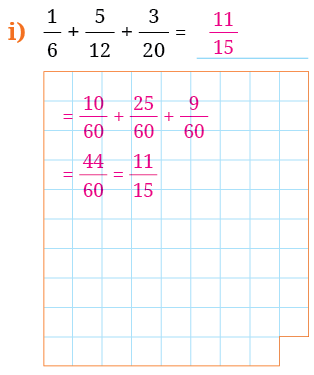 i) 1/6 + 5/12 + 3/20 = 11/15
= 10/60 + 25/60 + 9/60
= 44/60 = 11/15